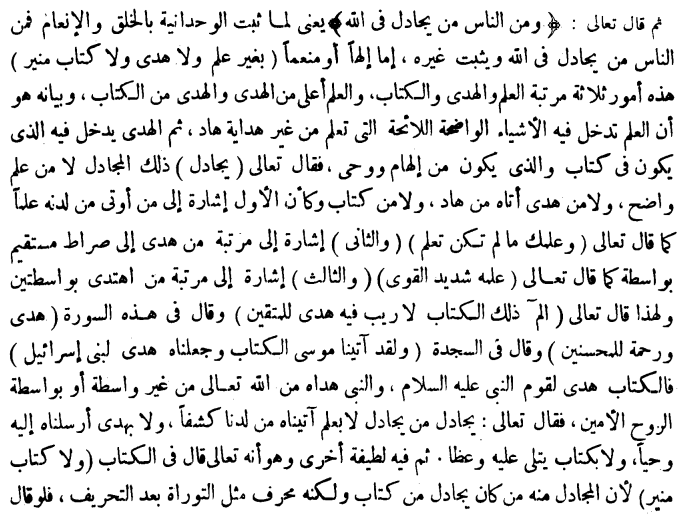 ثم قال تعالى : ﴿ ومن الناس من يجادل فى الله ﴾ يعنى لما ثبت الوحدانية بالخلق والإنعام فمن
الناس من يجادل فى الله ويثبت غيره ، إما إلهاً أو منعماً ( بغير علم ولا هدى ولا كتاب منير )
هذه أمور ثلاثة مرتبة العلم والهدى والكتاب، والعلم أعلى من الهدى والهدى من الكتاب ، وبيانه هو
أن العلم تدخل فيه الأشياء الواضحة اللائحة التى تعلم من غير هداية هاد ، ثم الهدى يدخل فيه الذى
يكون فى كتاب والذى يكون من إلهام ووحى ، فقال تعالى ( يجادل ) ذلك المجادل لا من علم
واضح ، ولا من هدى أتاه من هاد ، ولا من كتاب وكأن الأول إشارة إلى من أوتى من لدنه علماً
كما قال تعالى ( وعلمك ما لم تكن تعلم ) ( والثانى ) إشارة إلى مرتبة من هدى إلى صراط مستقيم
بواسطة كما قال تعالى ( علمه شديد القوى ) ( والثالث ) إشارة إلى مرتبة من اهتدى بواسطتين
ولهذا قال تعالى ( الم ذلك الكتاب لا ريب فيه هدى للمتقين ) وقال فى هذه السورة ( هدى
ورحمة للمحسنين ) وقال فى السجدة ( ولقد آتينا موسى الكتاب وجعلناه هدى لبنى إسرائيل )
فالكتاب هدى لقوم النبى عليه السلام ، والنبى هداه من الله تعالى من غير واسطة أو بواسطة
الروح الأمين ، فقال تعالى : يجادل من يجادل لا بعلم آتيناه من لدنا كشفاً ، ولا بهدى أرسلناه إليه
وحياً، ولا بكتاب يتلى عليه وعظا . ثم فيه لطيفة أخرى وهو أنه تعالى قال فى الكتاب ( ولا كتاب
منير ) لأن المجادل منه من كان يجادل من كتاب ولكنه محرف مثل التوراة بعد التحريف ، فلو قال